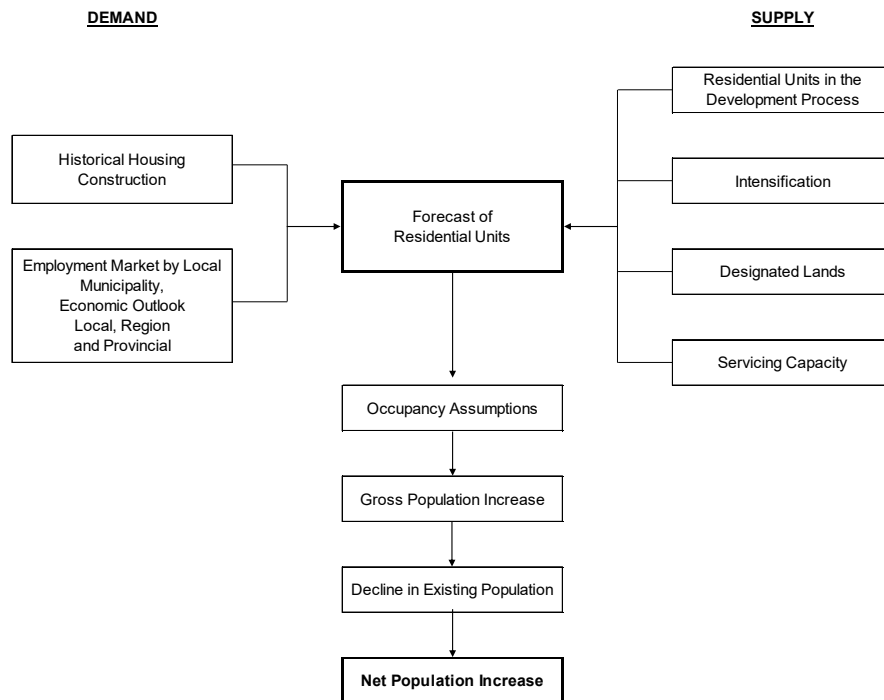 DEMAND
SUPPLY
Residential Units in the
Development Process
Historical Housing
Construction
Intensification
Forecast of
Residential Units
Employment Market by Local
Municipality,
Economic Outlook
Local, Region
and Provincial
Designated Lands
Servicing Capacity
Occupancy Assumptions
Gross Population Increase
Decline in Existing Population
Net Population Increase